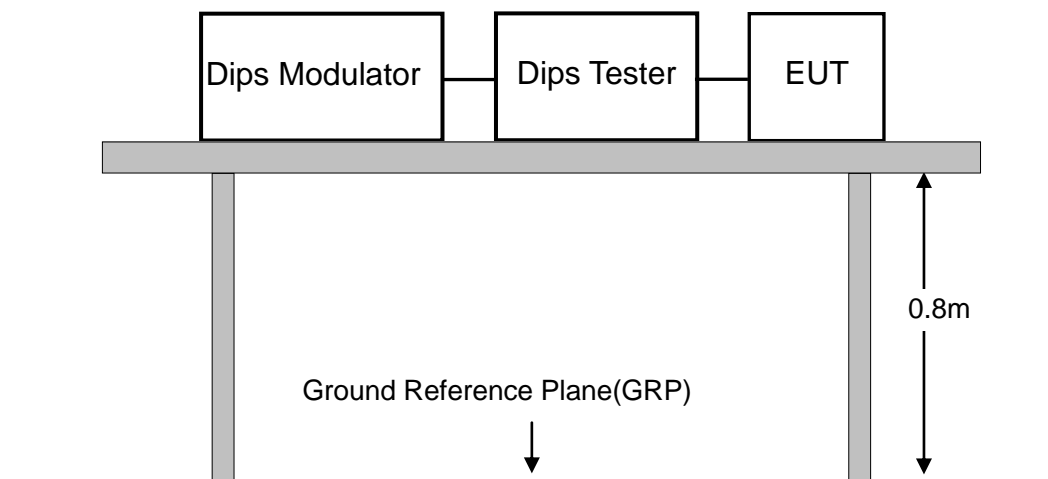 Dips Modulator
Dips Tester
EUT
0.8m
Ground Reference Plane(GRP)